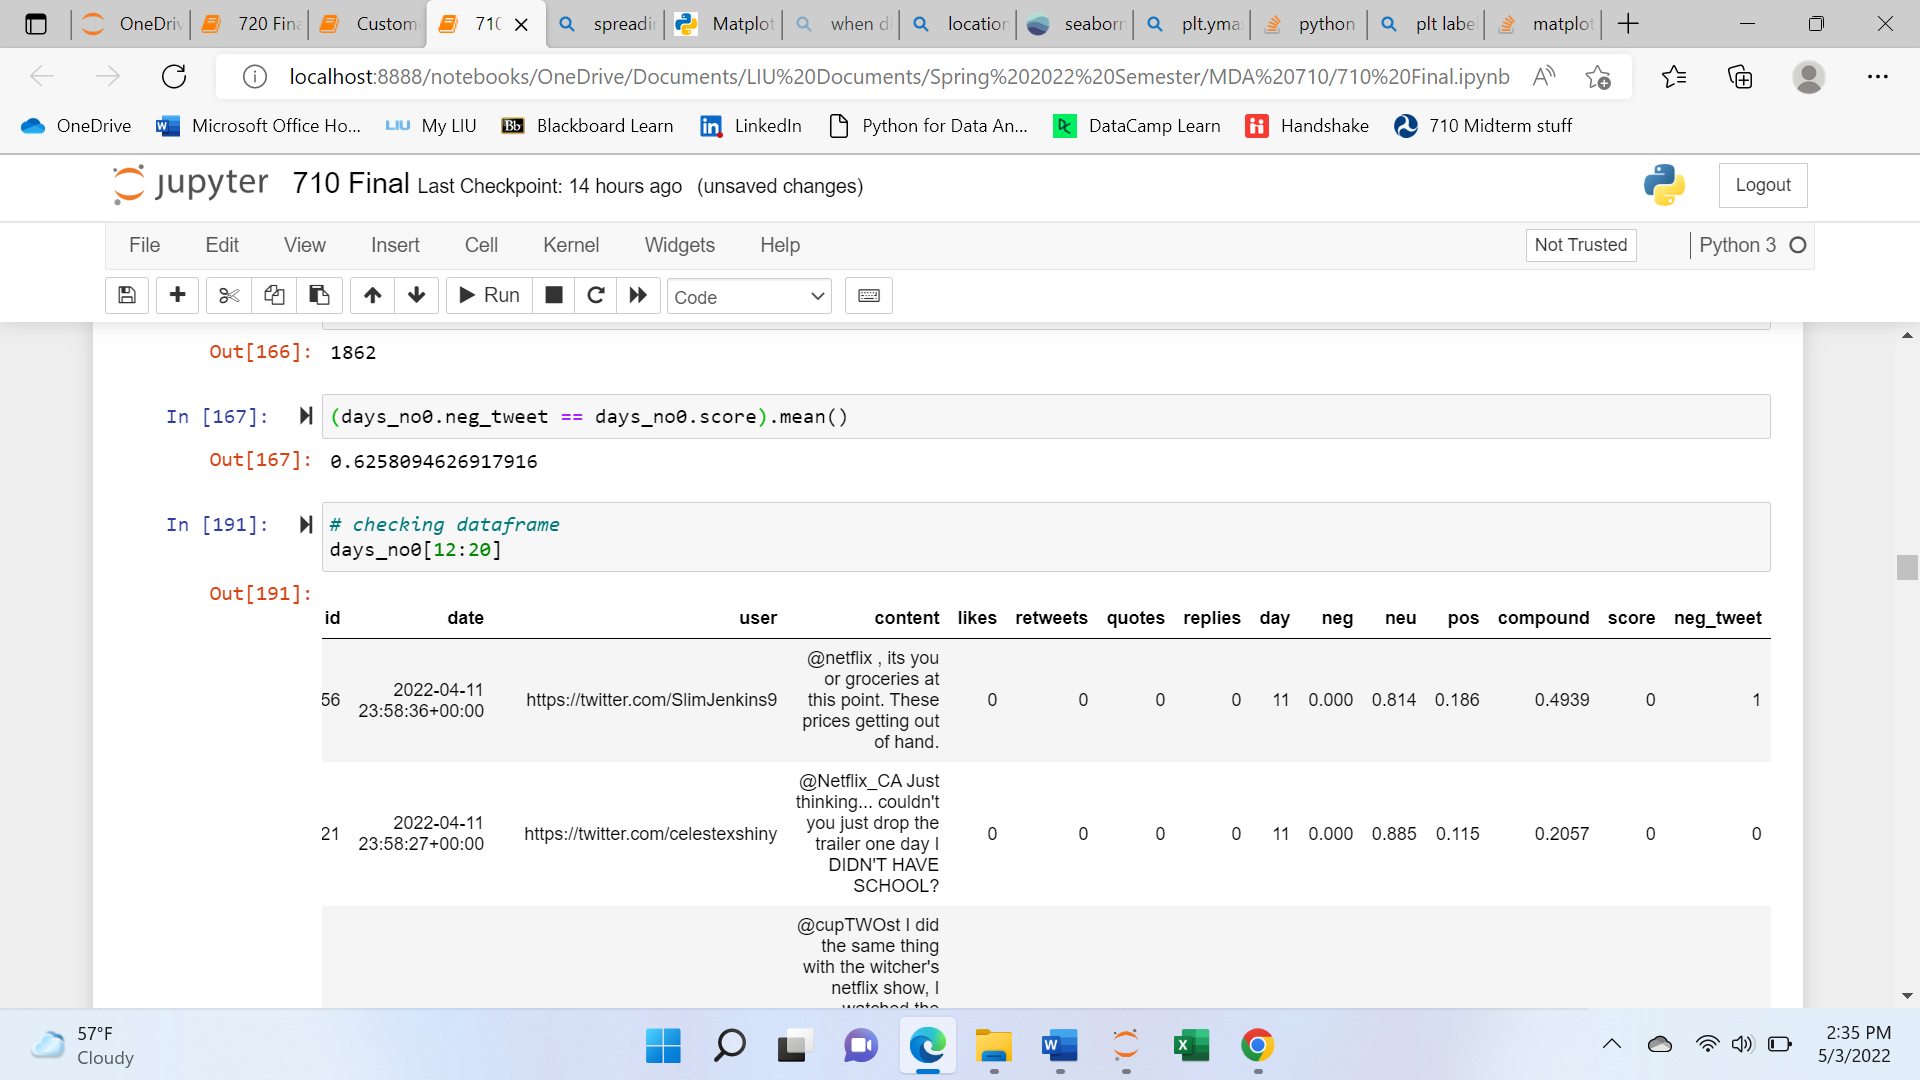 OneDriv
720 Fina
Custom
710
spreadin
Matplot
when di
location
seaborn
plt.yma
python
plt labe
matplot
localhost:8888/notebooks/OneDrive/Documents/LIU%20Documents/Spring%202022%20Semester/MDA%20710/710%20Final.ipynb
OneDrive
Microsoft Office Ho...
LIU My LIU
Bb Blackboard Learn
LinkedIn
Python for Data An...
DataCamp Learn
Handshake
710 Midterm stuff
jupyter 710 Final Last Checkpoint: 14 hours ago (unsaved changes)
Logout
File Edit View Insert Cell Kernel Widgets Help
Not Trusted
Python 3
Run
Code
Out[166]: 1862
In [167]: (days_no0.neg_tweet == days_no0.score).mean()
Out[167]: 0.6258094626917916
In [191]: # checking dataframe
days_no0[12:20]
Out[191]:
id date user content likes retweets quotes replies day neg neu pos compound score neg_tweet
56 2022-04-11 23:58:36+00:00 https://twitter.com/SlimJenkins9 @netflix , its you
or groceries at
this point. These
prices getting out
of hand.
0 0 0 0 11 0.000 0.814 0.186 0.4939 0 1
21 2022-04-11 23:58:27+00:00 https://twitter.com/celestexshiny @Netflix_CA Just
thinking... couldn't
you just drop the
trailer one day I
DIDN'T HAVE
SCHOOL?
0 0 0 0 11 0.000 0.885 0.115 0.2057 0 0
@cupTWOst I did
the same thing
with the witcher's
netflix show, I
watched the
57°F
Cloudy
2:35 PM
5/3/2022